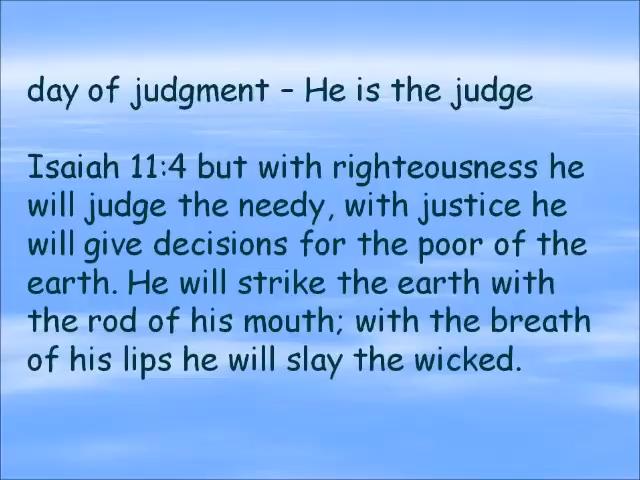 day of judgment – He is the judge
Isaiah 11:4 but with righteousness he
will judge the needy, with justice he
will give decisions for the poor of the
earth. He will strike the earth with
the rod of his mouth; with the breath
of his lips he will slay the wicked.